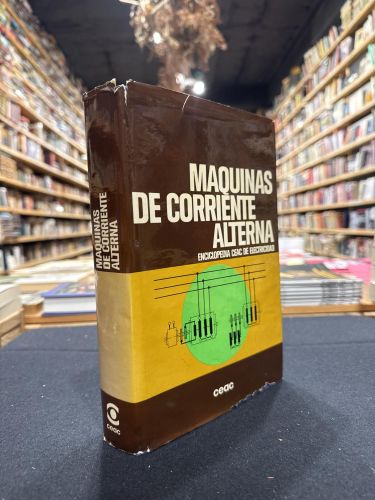 MAQUINAS
DE CORRIENTE
ALTERNA
ENCICLOPEDIA CEAC DE ELECTRICIDAD
ceac
MAQUINAS
DE CORRIENTE
ALTERNA
ceac